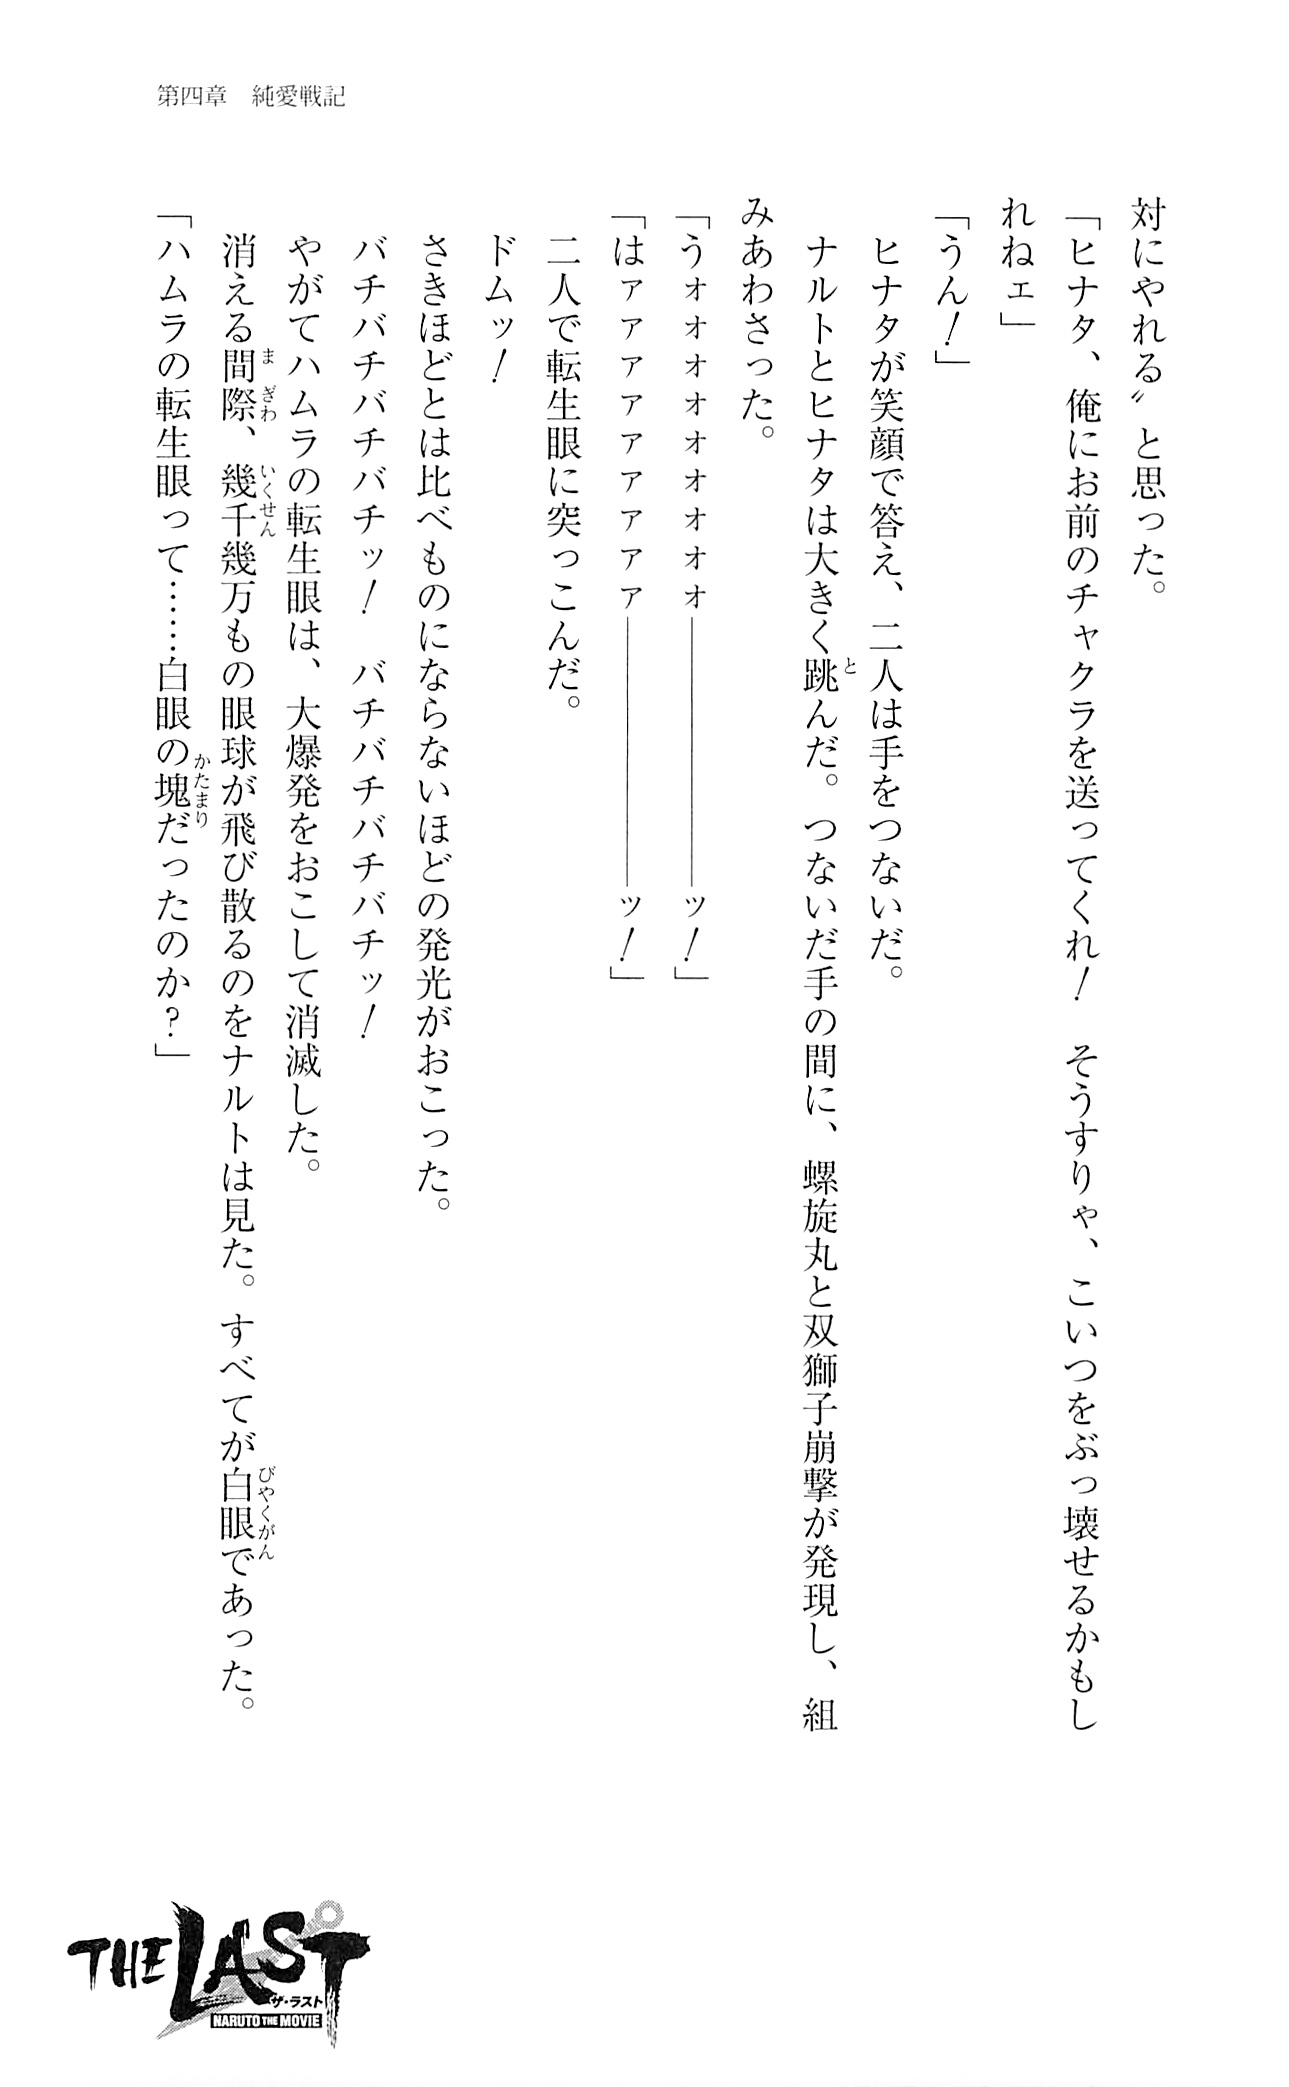 第四章　純愛戦記
対にやれる〟と思った。
「ヒナタ、俺にお前のチャクラを送ってくれ！　そうすりゃ、こいつをぶっ壊せるかもし
れねェ」
「うん！」
ヒナタが笑顔で答え、二人は手をつないだ。
ナルトとヒナタは大きく跳んだ。つないだ手の間に、螺旋丸と双獅子崩撃が発現し、組
みあわさった。
「うォォォォォォォォォ――――――――ッ！」
「はァァァァァァァァァ――――――――ッ！」
二人で転生眼に突っこんだ。
ドムッ！
さきほどとは比べものにならないほどの発光がおこった。
バチバチバチバチッ！　バチバチバチバチッ！
やがてハムラの転生眼は、大爆発をおこして消滅した。
消える間際、幾千幾万もの眼球が飛び散るのをナルトは見た。すべてが白眼であった。
「ハムラの転生眼って……白眼の塊だったのか？」
THE LAST
ザ・ラスト
NARUTO THE MOVIE